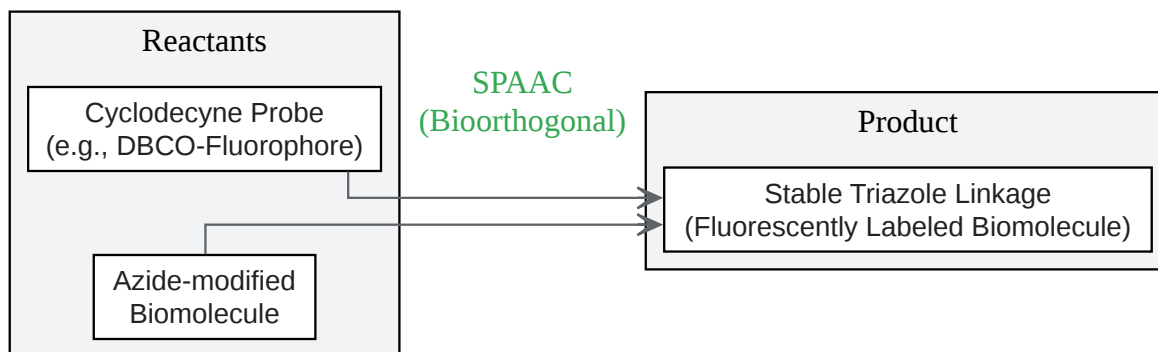 Reactants
Cyclodecyne Probe
(e.g., DBCO-Fluorophore)
Azide-modified
Biomolecule
SPAAC
(Bioorthogonal)
Product
Stable Triazole Linkage
(Fluorescently Labeled Biomolecule)